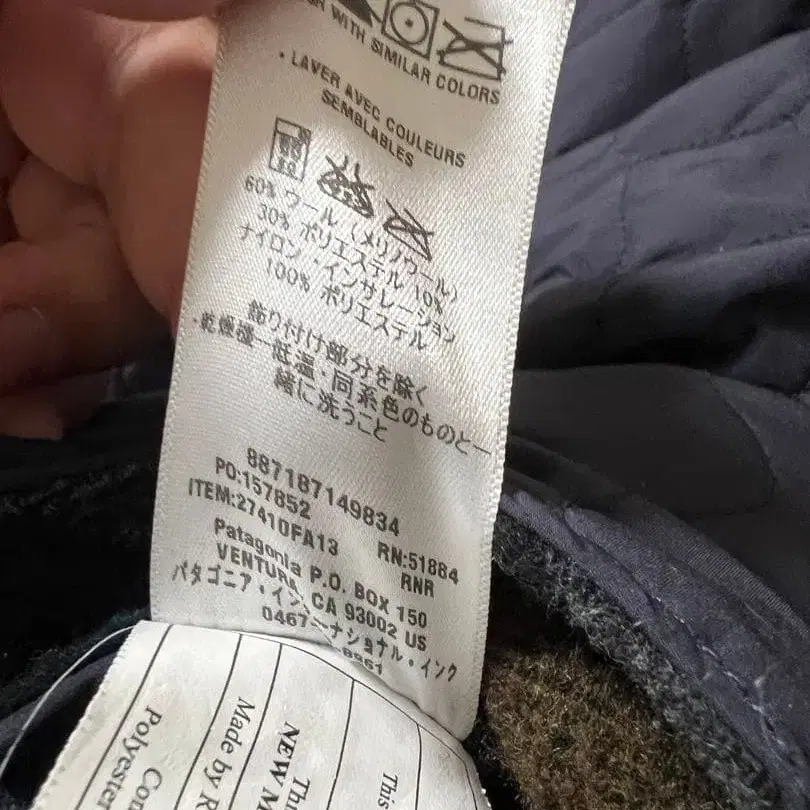 WITH SIMILAR COLORS
· LAVER AVEC COULEURS
SEMBLABLES
60% ウール (メリノウール)
30% ポリエステル 10%
ナイロン・インサレーション
100% ポリエステル
飾り付け部分を除く
·乾燥機一低温・同系色のものと一
緒に洗うこと
887187149834
PO:157852
ITEM:27410FA13 RN:51884
RNR
Patagonia P.O. BOX 150
VENTURA, CA 93002 US
パタゴニア・イン ナショナル・インク
0467
This
NEW M
Made by R
Polyester